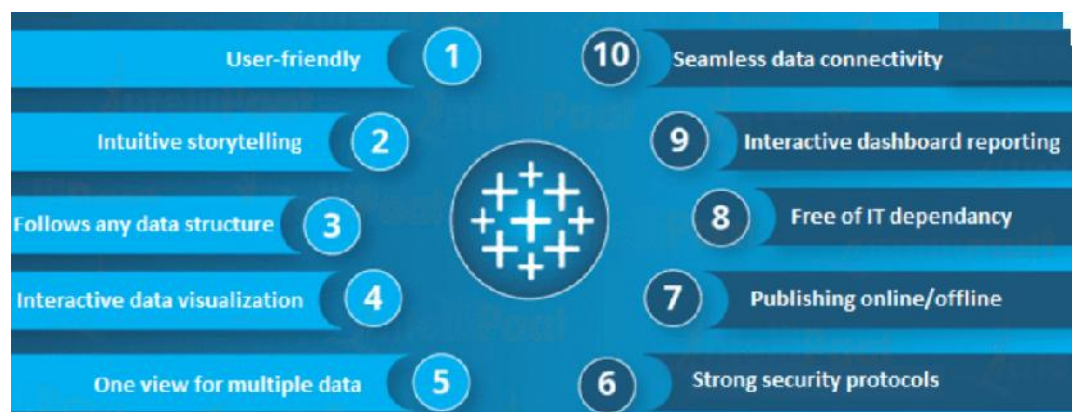 User-friendly 1
Intuitive storytelling 2
Follows any data structure 3
Interactive data visualization 4
One view for multiple data 5
10 Seamless data connectivity
9 Interactive dashboard reporting
8 Free of IT dependancy
7 Publishing online/offline
6 Strong security protocols